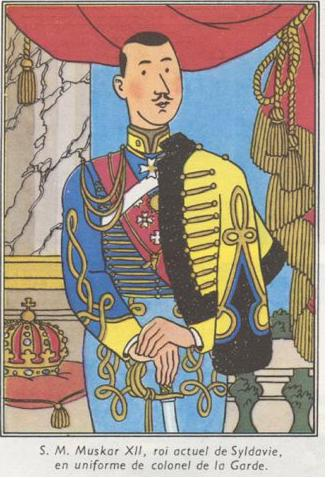 S. M. Muskar XII, roi actuel de Syldavie,
en uniforme de colonel de la Garde.